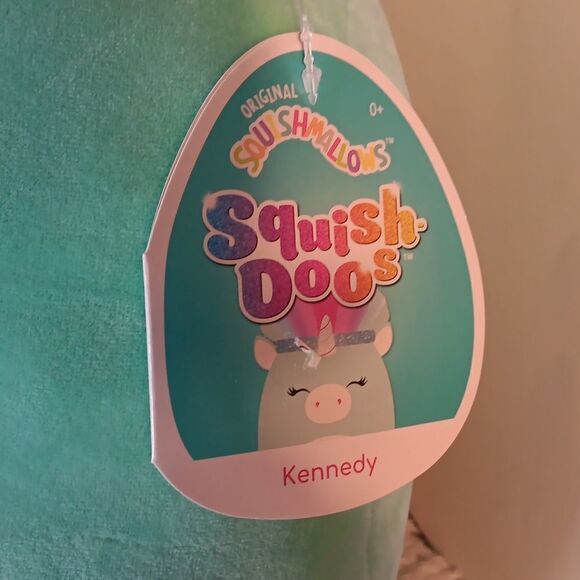 ORIGINAL
0+
SQUISHMALLOWS™
Squish-
DOOS™
Kennedy